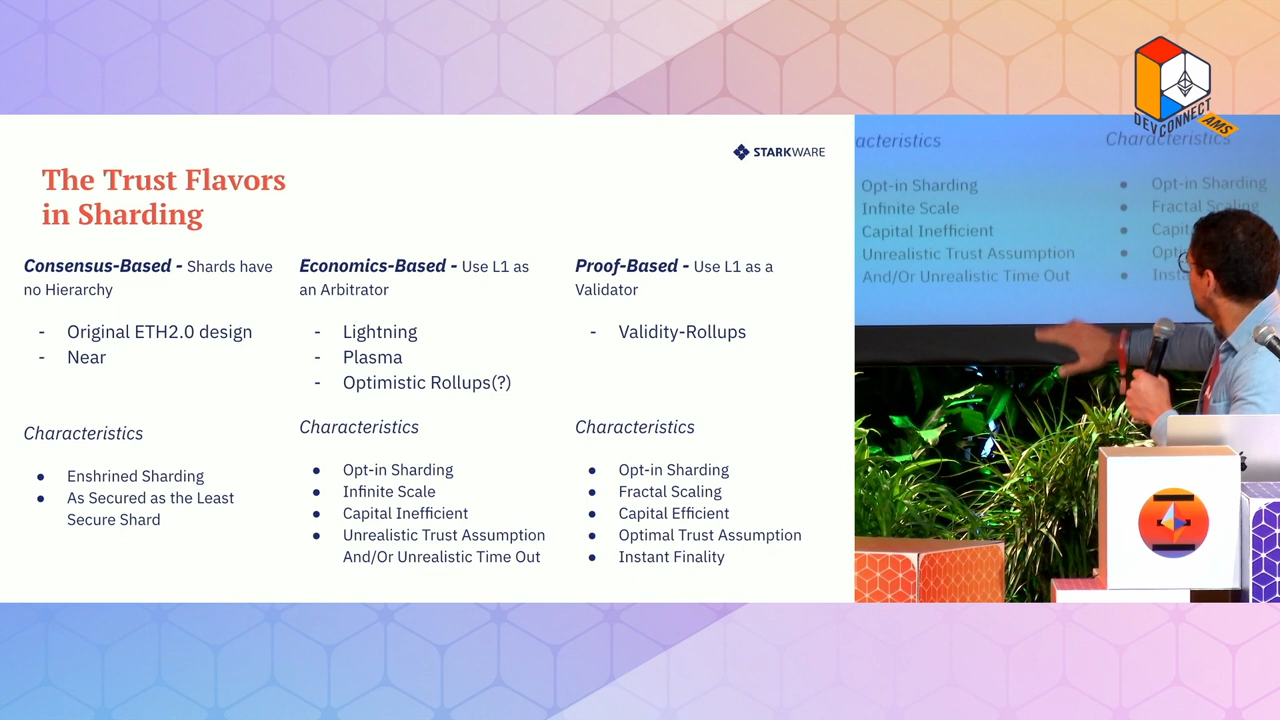 DEVCONNECT
AMS
STARKWARE
The Trust Flavors
in Sharding
Consensus-Based - Shards have
no Hierarchy
- Original ETH2.0 design
- Near
Characteristics
● Enshrined Sharding
● As Secured as the Least
Secure Shard
Economics-Based - Use L1 as
an Arbitrator
- Lightning
- Plasma
- Optimistic Rollups(?)
Characteristics
● Opt-in Sharding
● Infinite Scale
● Capital Inefficient
● Unrealistic Trust Assumption
And/Or Unrealistic Time Out
Proof-Based - Use L1 as a
Validator
- Validity-Rollups
Characteristics
● Opt-in Sharding
● Fractal Scaling
● Capital Efficient
● Optimal Trust Assumption
● Instant Finality
acteristics
Opt-in Sharding
Infinite Scale
Capital Inefficient
Unrealistic Trust Assumption
And/Or Unrealistic Time Out
Characteristics
● Opt-in Sharding
● Fractal Scaling
● Capit
● Opti
● Insta